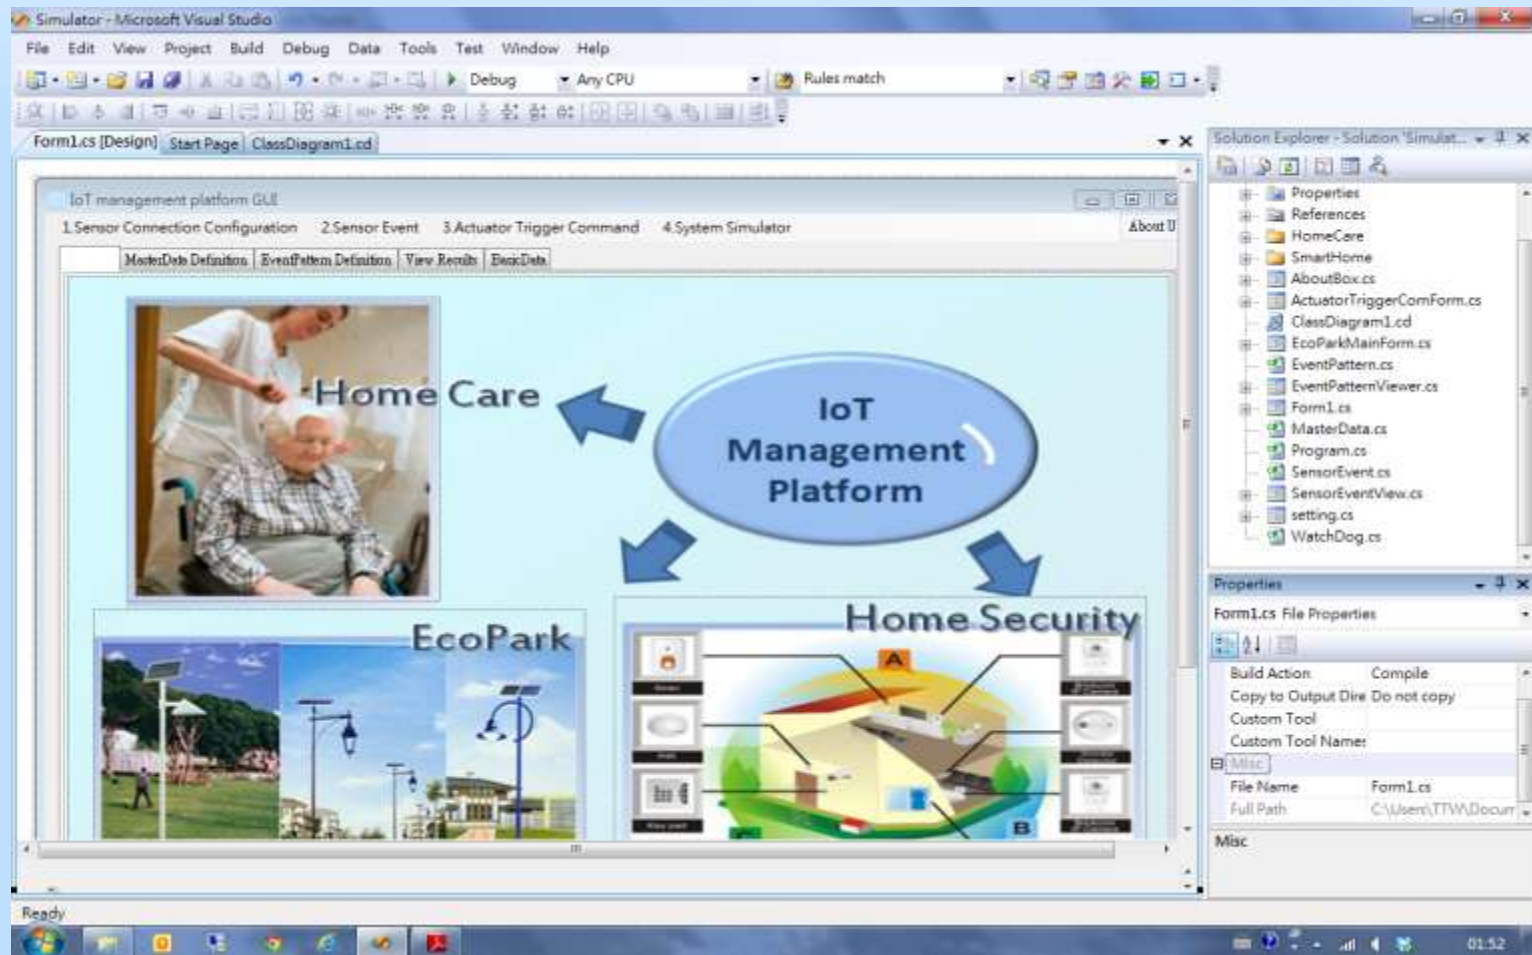 Simulator - Microsoft Visual Studio
File Edit View Project Build Debug Data Tools Test Window Help
Debug Any CPU Rules match
Form1.cs [Design] Start Page ClassDiagram1.cd
IoT management platform GUI
1.Sensor Connection Configuration 2.Sensor Event 3.Actuator Trigger Command 4.System Simulator About U
MasterData Definition EventPattern Definition View Results BasicData
Home Care
IoT
Management
Platform
EcoPark
Home Security
A
B
C
Solution Explorer - Solution 'Simulat...
Properties
References
HomeCare
SmartHome
AboutBox.cs
ActuatorTriggerComForm.cs
ClassDiagram1.cd
EcoParkMainForm.cs
EventPattern.cs
EventPatternViewer.cs
Form1.cs
MasterData.cs
Program.cs
SensorEvent.cs
SensorEventView.cs
setting.cs
WatchDog.cs
Properties
Form1.cs File Properties
Build Action Compile
Copy to Output Dire Do not copy
Custom Tool
Custom Tool Name
Misc
File Name Form1.cs
Full Path C:\Users\TTW\Docum
Misc
Ready
01:52